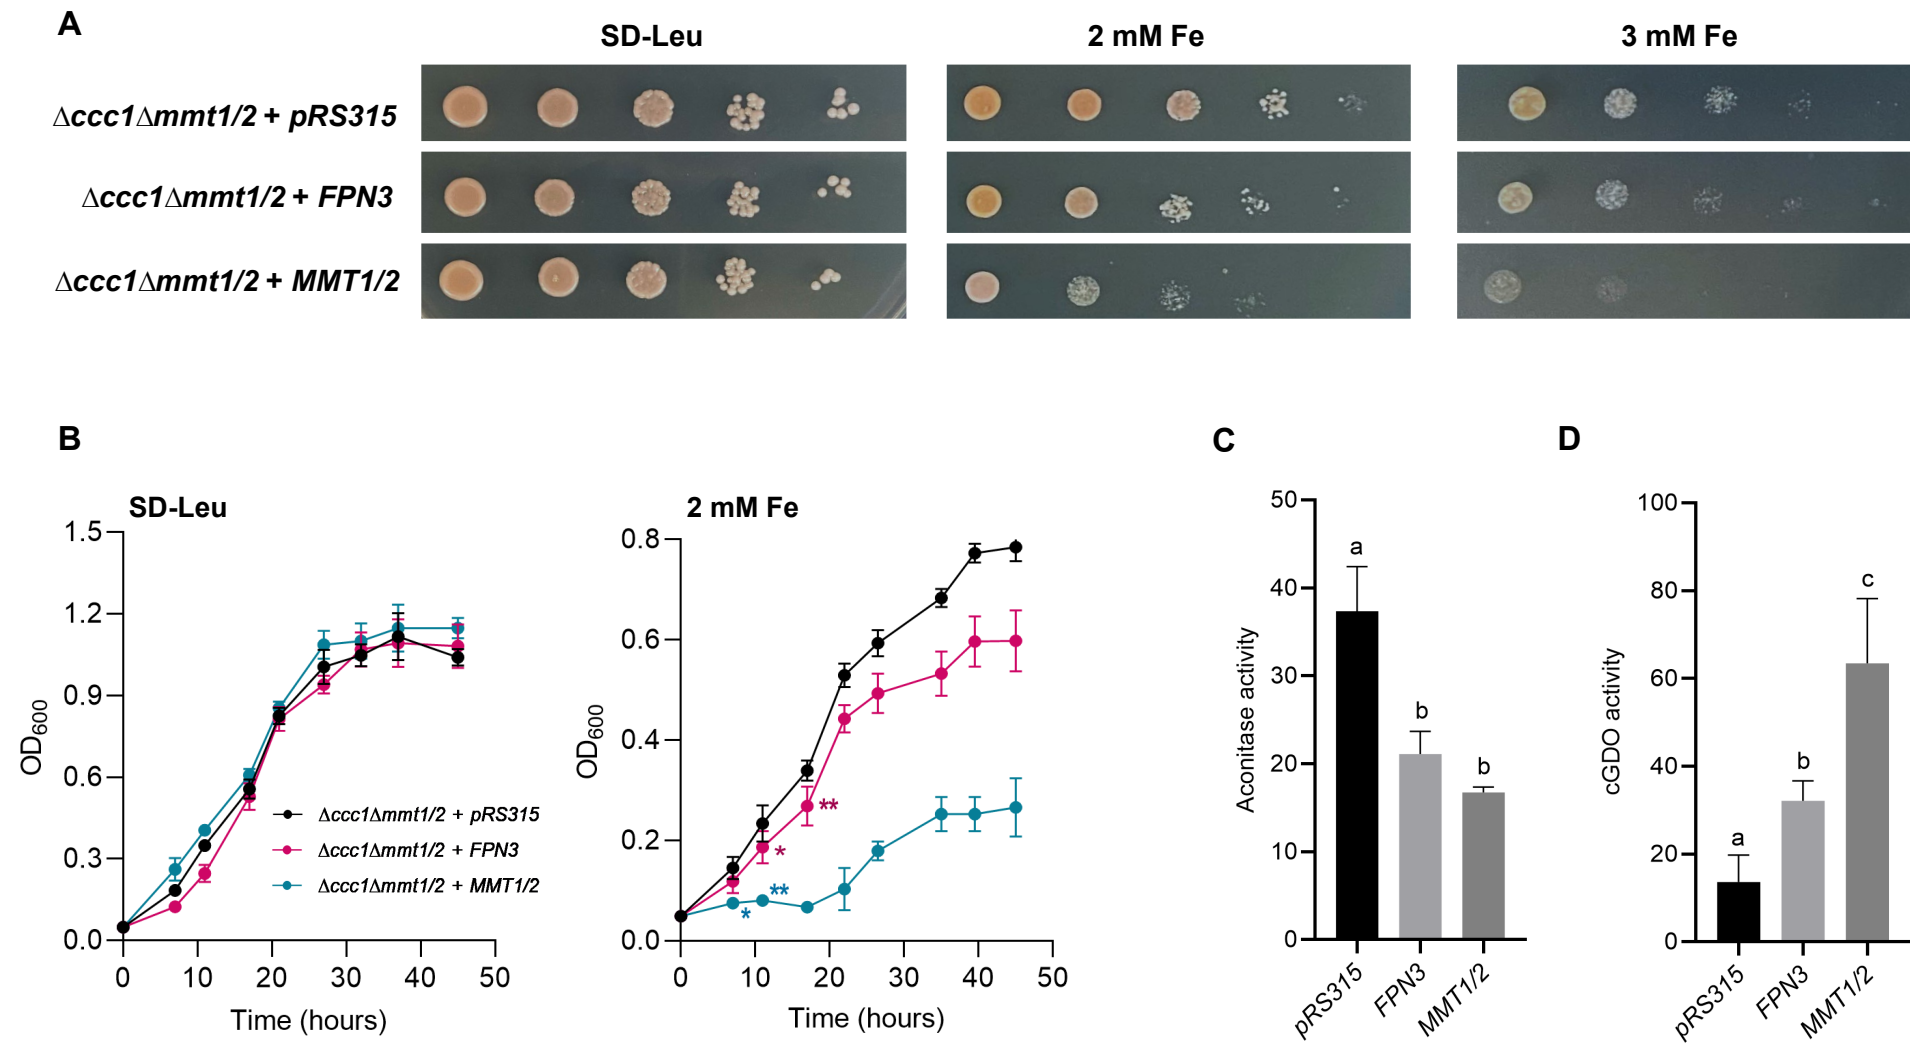 A
SD-Leu
2 mM Fe
3 mM Fe
Δccc1Δmmt1/2 + pRS315
Δccc1Δmmt1/2 + FPN3
Δccc1Δmmt1/2 + MMT1/2
B
SD-Leu
1.5
1.2
0.9
0.6
0.3
0.0
OD600
0
10
20
30
40
50
Time (hours)
Δccc1Δmmt1/2 + pRS315
Δccc1Δmmt1/2 + FPN3
Δccc1Δmmt1/2 + MMT1/2
2 mM Fe
0.8
0.6
0.4
0.2
0.0
OD600
**
*
**
*
0
10
20
30
40
50
Time (hours)
C
50
40
30
20
10
0
Aconitase activity
a
b
b
pRS315
FPN3
MMT1/2
D
100
80
60
40
20
0
cGDO activity
a
b
c
pRS315
FPN3
MMT1/2